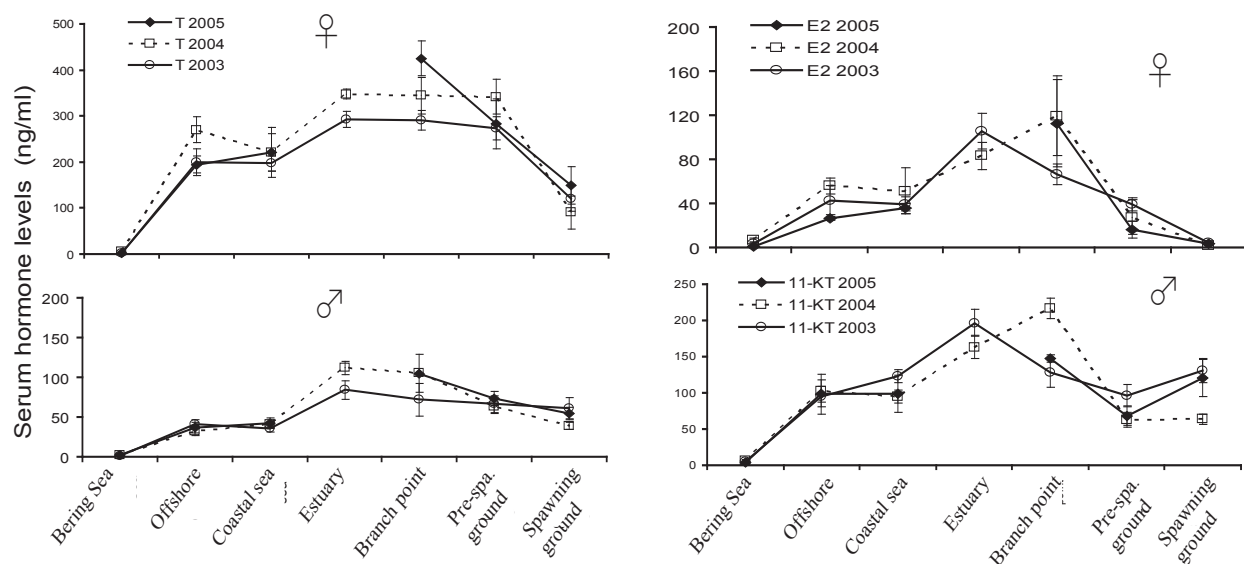 Serum hormone levels (ng/ml)
500
400
300
200
100
0
T 2005
T 2004
T 2003
♀
200
160
120
80
40
0
E2 2005
E2 2004
E2 2003
♀
200
150
100
50
0
♂
Bering Sea
Offshore
Coastal sea
Estuary
Branch point
Pre-spa.
ground
Spawning
ground
250
200
150
100
50
0
11-KT 2005
11-KT 2004
11-KT 2003
♂
Bering Sea
Offshore
Coastal sea
Estuary
Branch point
Pre-spa.
ground
Spawning
ground